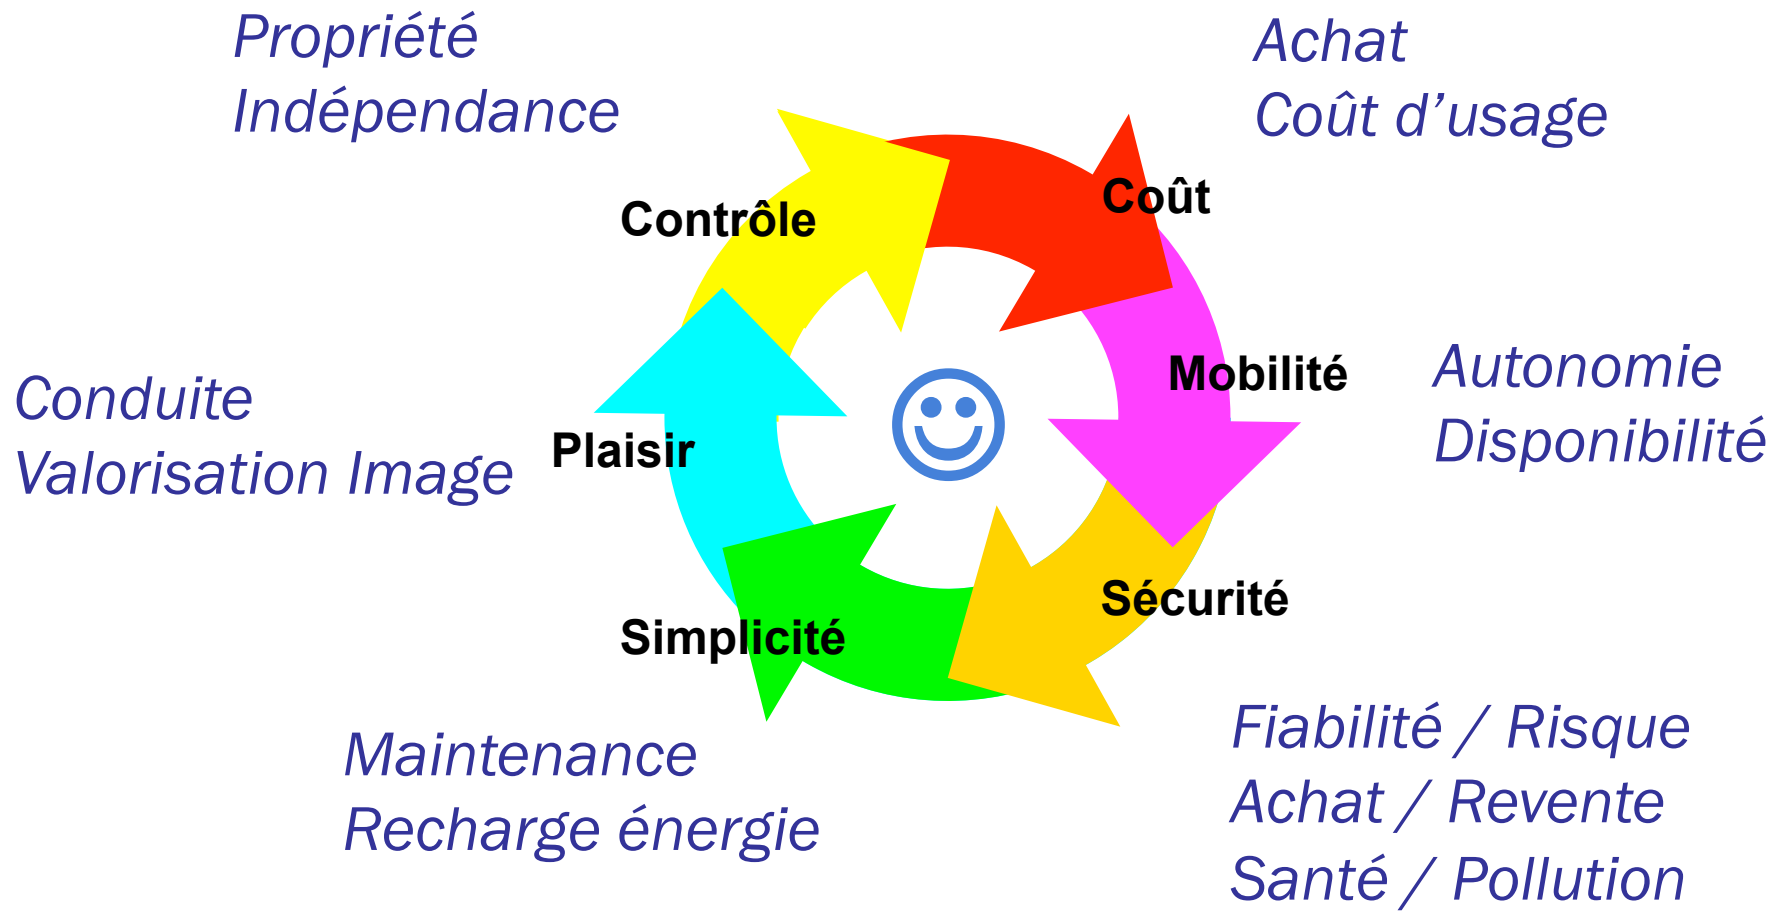 Propriété
Indépendance
Achat
Coût d’usage
Contrôle
Coût
Conduite
Valorisation Image
Plaisir
Mobilité
Autonomie
Disponibilité
Simplicité
Sécurité
Maintenance
Recharge énergie
Fiabilité / Risque
Achat / Revente
Santé / Pollution